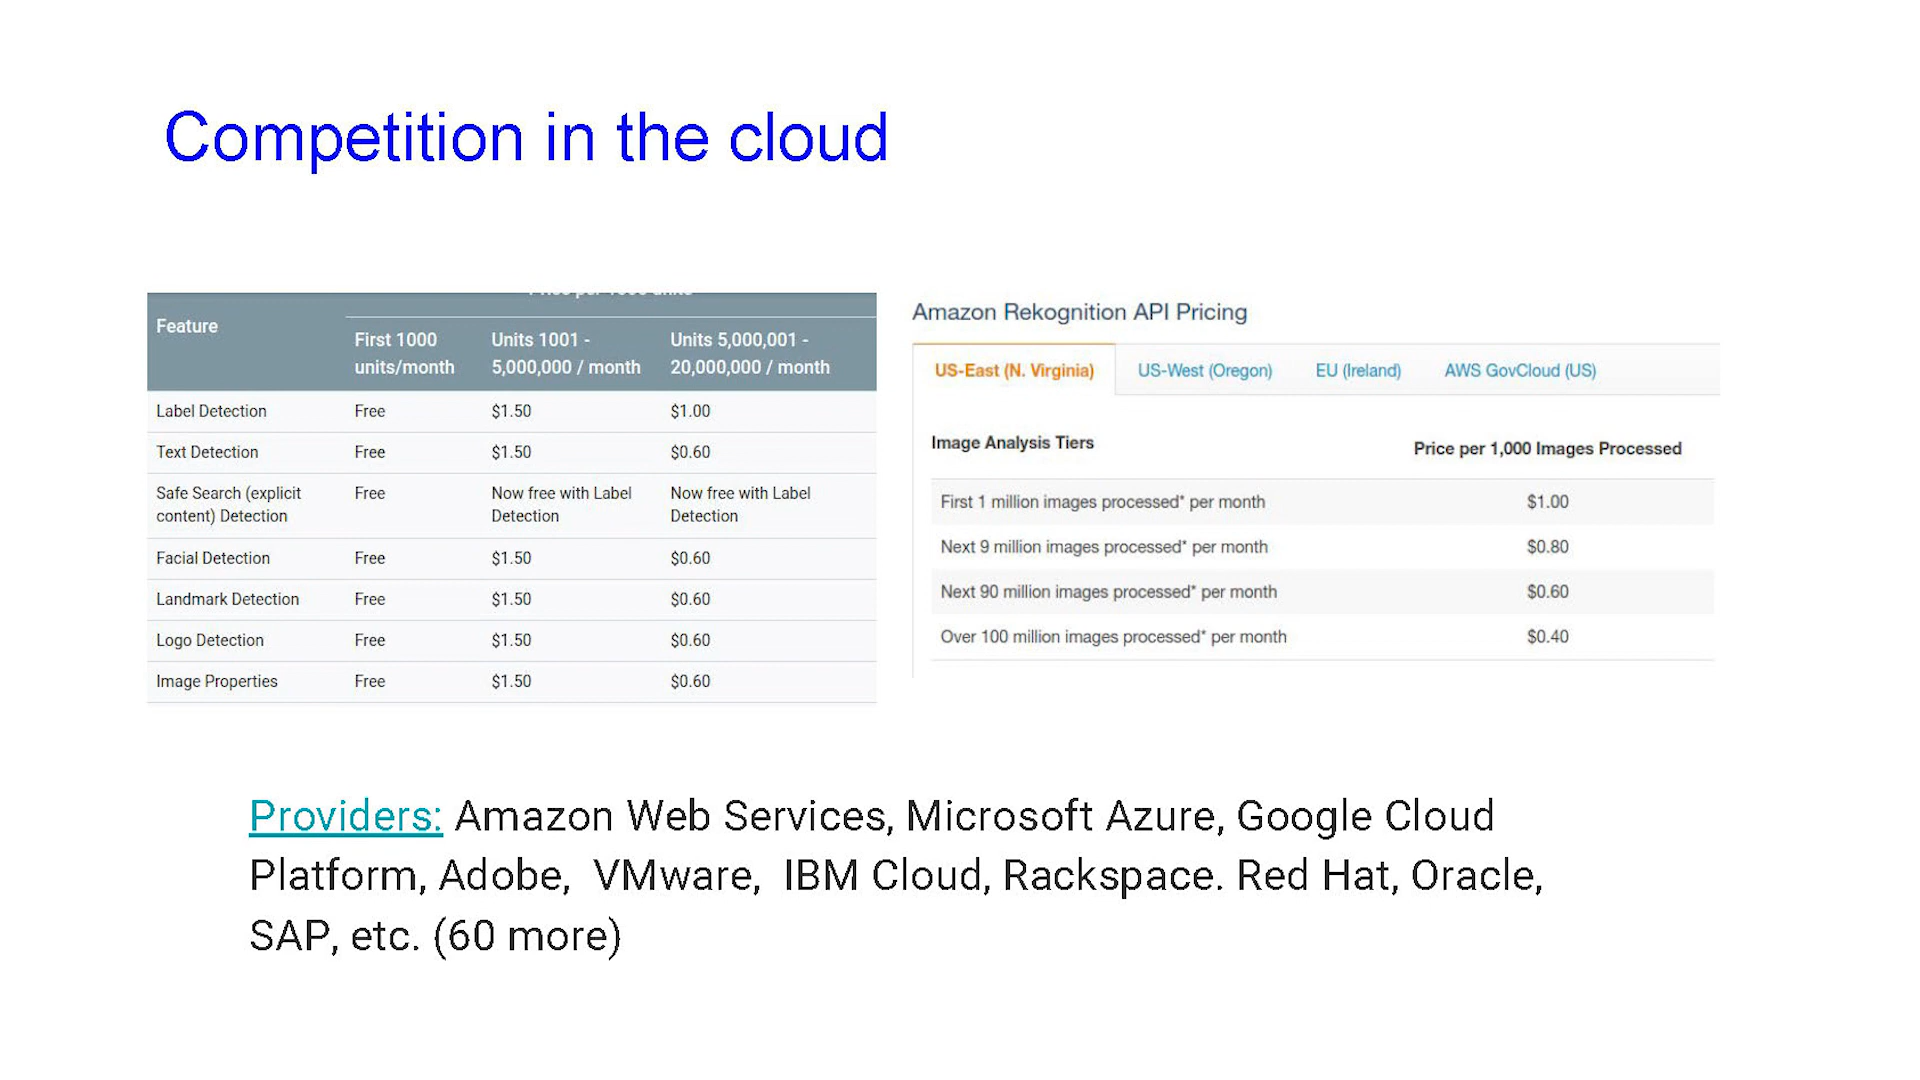 Competition in the cloud
Feature
First 1000 units/month
Units 1001 - 5,000,000 / month
Units 5,000,001 - 20,000,000 / month
Label Detection Free $1.50 $1.00
Text Detection Free $1.50 $0.60
Safe Search (explicit content) Detection Free Now free with Label Detection Now free with Label Detection
Facial Detection Free $1.50 $0.60
Landmark Detection Free $1.50 $0.60
Logo Detection Free $1.50 $0.60
Image Properties Free $1.50 $0.60
Amazon Rekognition API Pricing
US-East (N. Virginia) US-West (Oregon) EU (Ireland) AWS GovCloud (US)
Image Analysis Tiers Price per 1,000 Images Processed
First 1 million images processed* per month $1.00
Next 9 million images processed* per month $0.80
Next 90 million images processed* per month $0.60
Over 100 million images processed* per month $0.40
Providers: Amazon Web Services, Microsoft Azure, Google Cloud
Platform, Adobe, VMware, IBM Cloud, Rackspace. Red Hat, Oracle,
SAP, etc. (60 more)